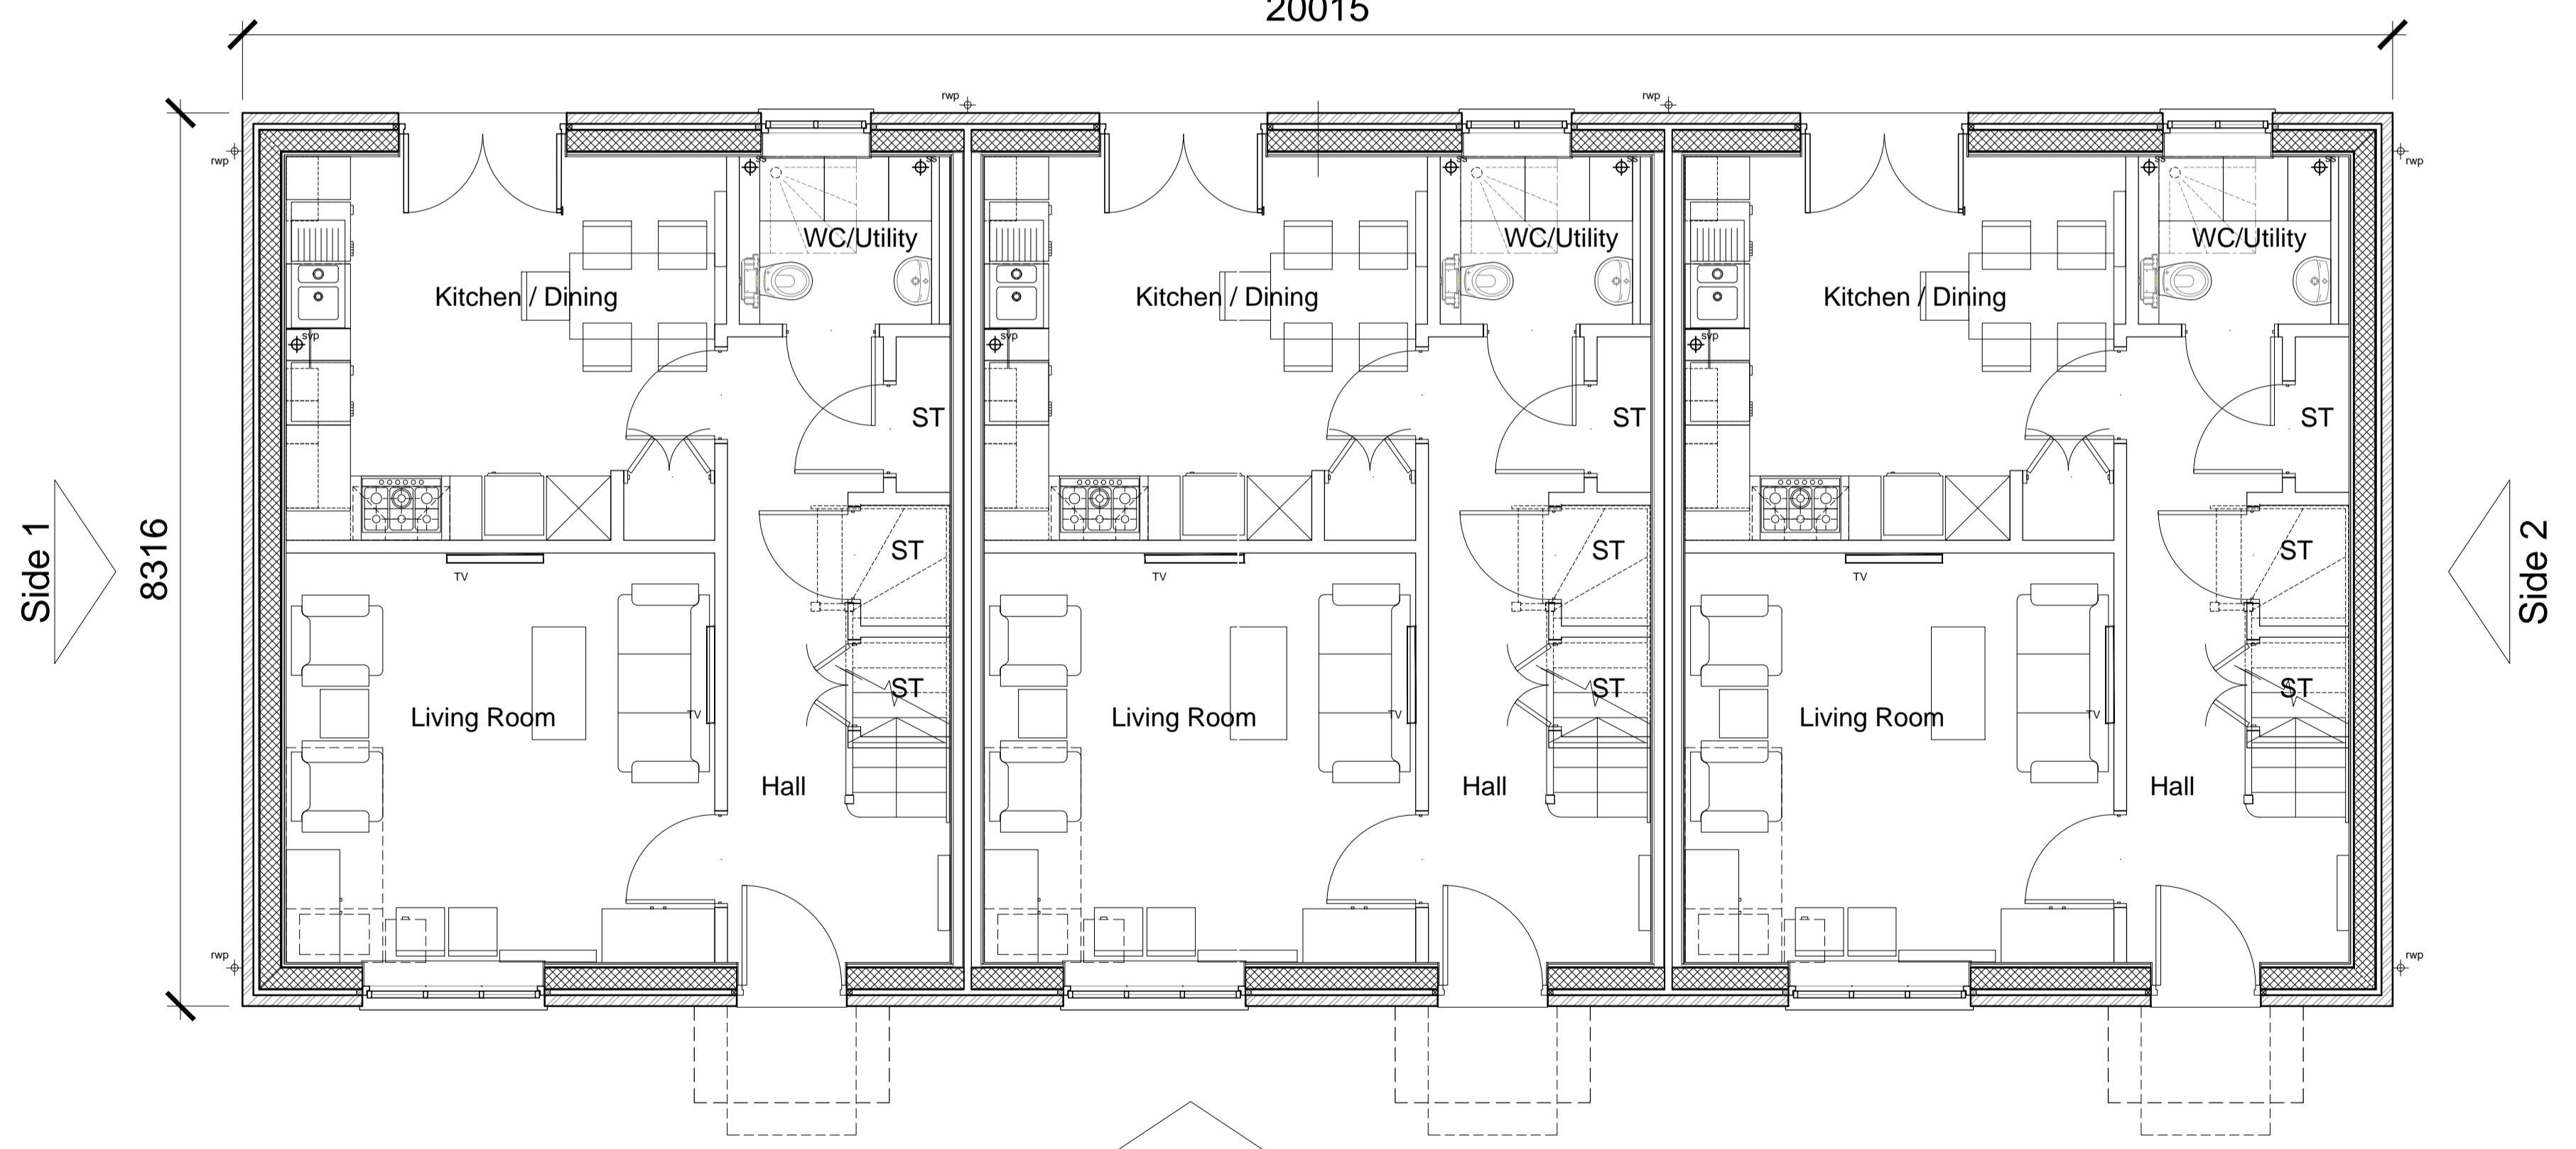 20015
rwp
rwp
rwp
rwp
ss
ss
ss
ss
ss
ss
WC/Utility
WC/Utility
WC/Utility
Kitchen / Dining
Kitchen / Dining
Kitchen / Dining
svp
svp
svp
ST
ST
ST
Side 1
8316
ST
ST
ST
Side 2
TV
TV
TV
ST
ST
ST
Living Room
TV
Living Room
TV
Living Room
TV
Hall
Hall
Hall
rwp
rwp